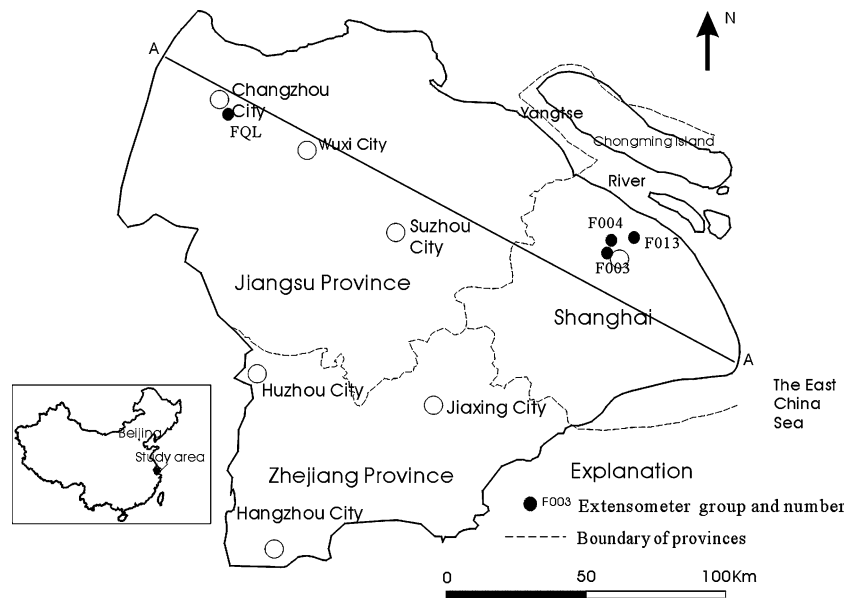 N
A
Changzhou
City
FQL
Wuxi City
Yangtse
Chongming Island
River
Suzhou
City
F004
F013
F003
Jiangsu Province
Shanghai
A
Huzhou City
Jiaxing City
The East
China
Sea
Beijing
Study area
Zhejiang Province
Hangzhou City
Explanation
F003 Extensometer group and number
Boundary of provinces
0 50 100Km